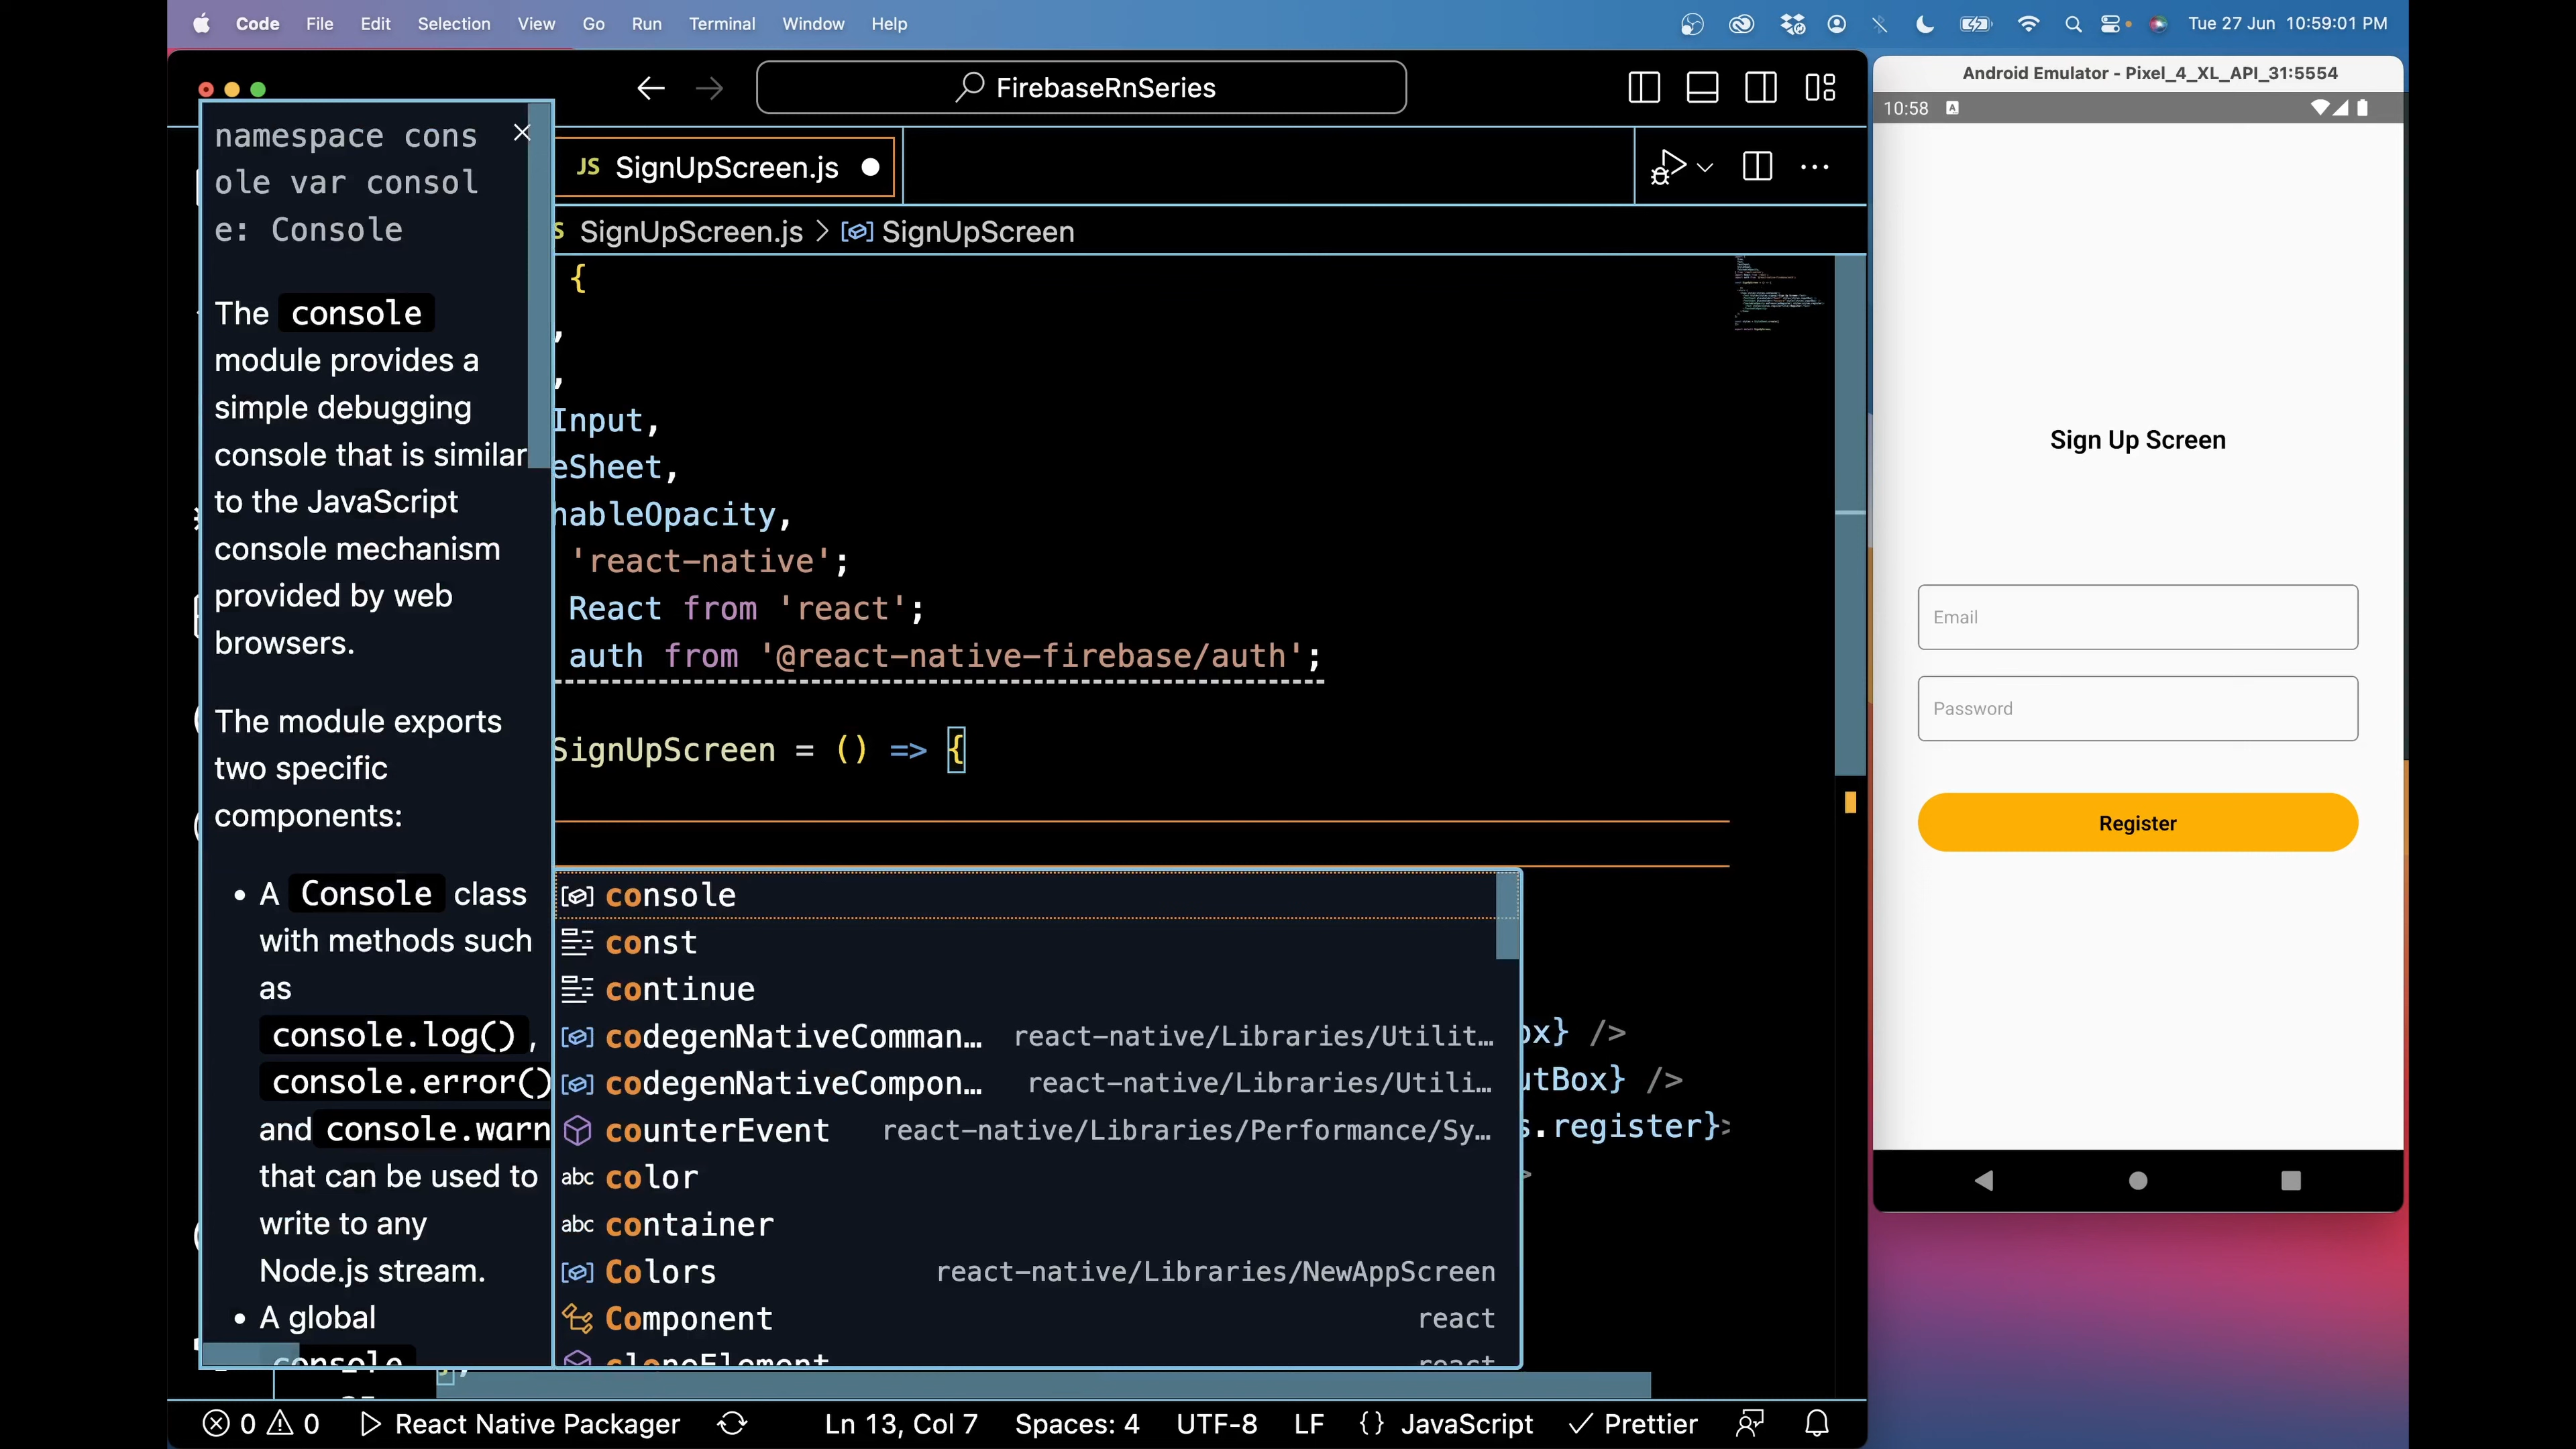 Code File Edit Selection View Go Run Terminal Window Help
Tue 27 Jun 10:59:01 PM
FirebaseRnSeries
JS SignUpScreen.js
SignUpScreen.js > SignUpScreen
namespace cons
ole var consol
e: Console
The console
module provides a
simple debugging
console that is similar
to the JavaScript
console mechanism
provided by web
browsers.
The module exports
two specific
components:
• A Console class
with methods such
as
console.log(),
console.error()
and console.warn
that can be used to
write to any
Node.js stream.
• A global
console
{
,
,
Input,
eSheet,
hableOpacity,
'react-native';
React from 'react';
auth from '@react-native-firebase/auth';
SignUpScreen = () => {
console
const
continue
codegenNativeComman… react-native/Libraries/Utilit…
codegenNativeCompon… react-native/Libraries/Utili…
counterEvent react-native/Libraries/Performance/Sy…
abc color
abc container
Colors react-native/Libraries/NewAppScreen
Component react
cloneElement react
ox} />
utBox} />
s.register}>
>
0 0 React Native Packager Ln 13, Col 7 Spaces: 4 UTF-8 LF {} JavaScript Prettier
Android Emulator - Pixel_4_XL_API_31:5554
10:58
Sign Up Screen
Email
Password
Register